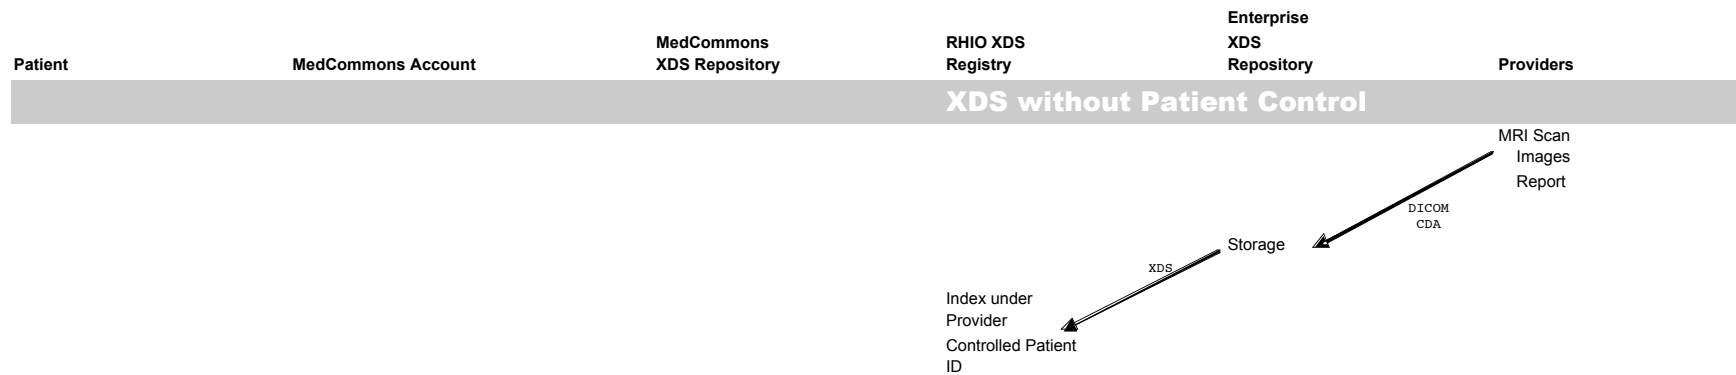 Patient
MedCommons Account
MedCommons
XDS Repository
RHIO XDS
Registry
Enterprise
XDS
Repository
Providers
XDS without Patient Control
MRI Scan
Images
Report
DICOM
CDA
Storage
XDS
Index under
Provider
Controlled Patient
ID